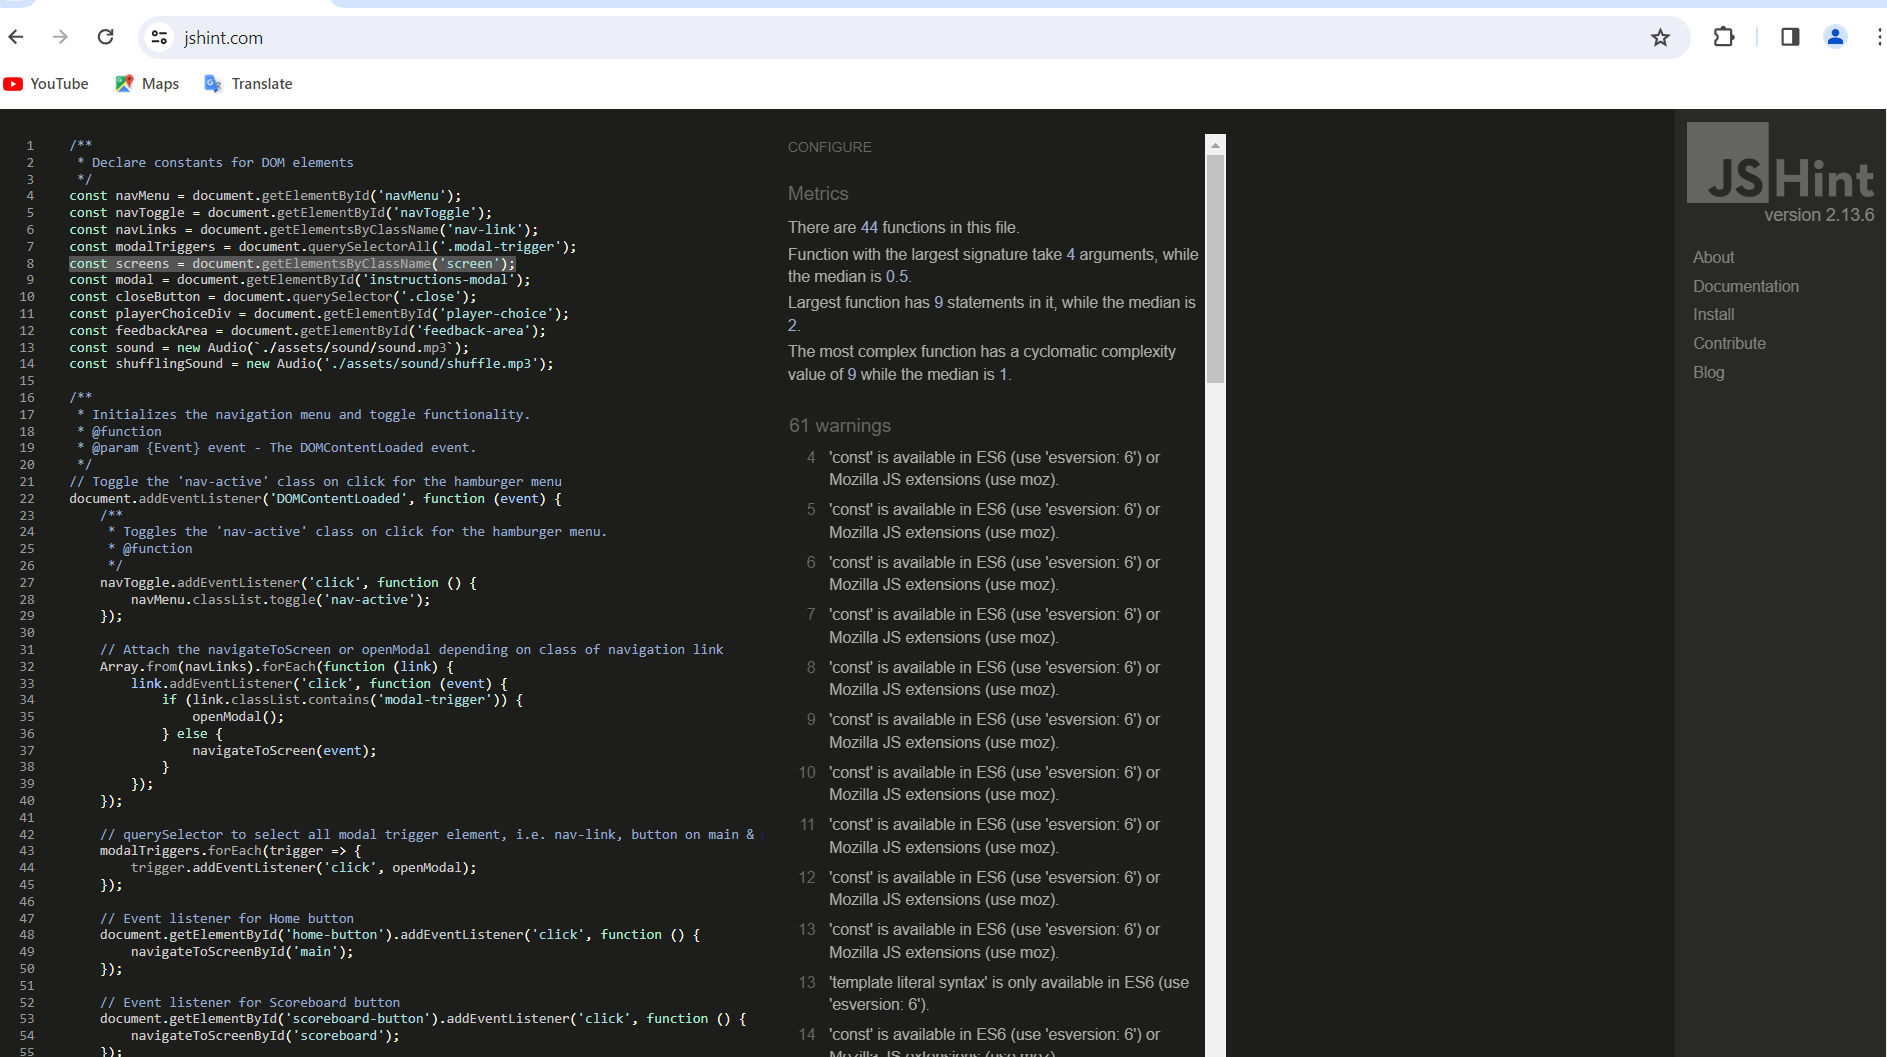 jshint.com
YouTube
Maps
Translate
1 /**
2 * Declare constants for DOM elements
3 */
4 const navMenu = document.getElementById('navMenu');
5 const navToggle = document.getElementById('navToggle');
6 const navLinks = document.getElementsByClassName('nav-link');
7 const modalTriggers = document.querySelectorAll('.modal-trigger');
8 const screens = document.getElementsByClassName('screen');
9 const modal = document.getElementById('instructions-modal');
10 const closeButton = document.querySelector('.close');
11 const playerChoiceDiv = document.getElementById('player-choice');
12 const feedbackArea = document.getElementById('feedback-area');
13 const sound = new Audio(`./assets/sound/sound.mp3`);
14 const shufflingSound = new Audio('./assets/sound/shuffle.mp3');
15
16 /**
17 * Initializes the navigation menu and toggle functionality.
18 * @function
19 * @param {Event} event - The DOMContentLoaded event.
20 */
21 // Toggle the 'nav-active' class on click for the hamburger menu
22 document.addEventListener('DOMContentLoaded', function (event) {
23 /**
24 * Toggles the 'nav-active' class on click for the hamburger menu.
25 * @function
26 */
27 navToggle.addEventListener('click', function () {
28 navMenu.classList.toggle('nav-active');
29 });
30
31 // Attach the navigateToScreen or openModal depending on class of navigation link
32 Array.from(navLinks).forEach(function (link) {
33 link.addEventListener('click', function (event) {
34 if (link.classList.contains('modal-trigger')) {
35 openModal();
36 } else {
37 navigateToScreen(event);
38 }
39 });
40 });
41
42 // querySelector to select all modal trigger element, i.e. nav-link, button on main &
43 modalTriggers.forEach(trigger => {
44 trigger.addEventListener('click', openModal);
45 });
46
47 // Event listener for Home button
48 document.getElementById('home-button').addEventListener('click', function () {
49 navigateToScreenById('main');
50 });
51
52 // Event listener for Scoreboard button
53 document.getElementById('scoreboard-button').addEventListener('click', function () {
54 navigateToScreenById('scoreboard');
55 });
CONFIGURE
Metrics
There are 44 functions in this file.
Function with the largest signature take 4 arguments, while
the median is 0.5.
Largest function has 9 statements in it, while the median is
2.
The most complex function has a cyclomatic complexity
value of 9 while the median is 1.
61 warnings
4 'const' is available in ES6 (use 'esversion: 6') or
Mozilla JS extensions (use moz).
5 'const' is available in ES6 (use 'esversion: 6') or
Mozilla JS extensions (use moz).
6 'const' is available in ES6 (use 'esversion: 6') or
Mozilla JS extensions (use moz).
7 'const' is available in ES6 (use 'esversion: 6') or
Mozilla JS extensions (use moz).
8 'const' is available in ES6 (use 'esversion: 6') or
Mozilla JS extensions (use moz).
9 'const' is available in ES6 (use 'esversion: 6') or
Mozilla JS extensions (use moz).
10 'const' is available in ES6 (use 'esversion: 6') or
Mozilla JS extensions (use moz).
11 'const' is available in ES6 (use 'esversion: 6') or
Mozilla JS extensions (use moz).
12 'const' is available in ES6 (use 'esversion: 6') or
Mozilla JS extensions (use moz).
13 'const' is available in ES6 (use 'esversion: 6') or
Mozilla JS extensions (use moz).
13 'template literal syntax' is only available in ES6 (use
'esversion: 6').
14 'const' is available in ES6 (use 'esversion: 6') or
Mozilla JS extensions (use moz).
JSHint
version 2.13.6
About
Documentation
Install
Contribute
Blog